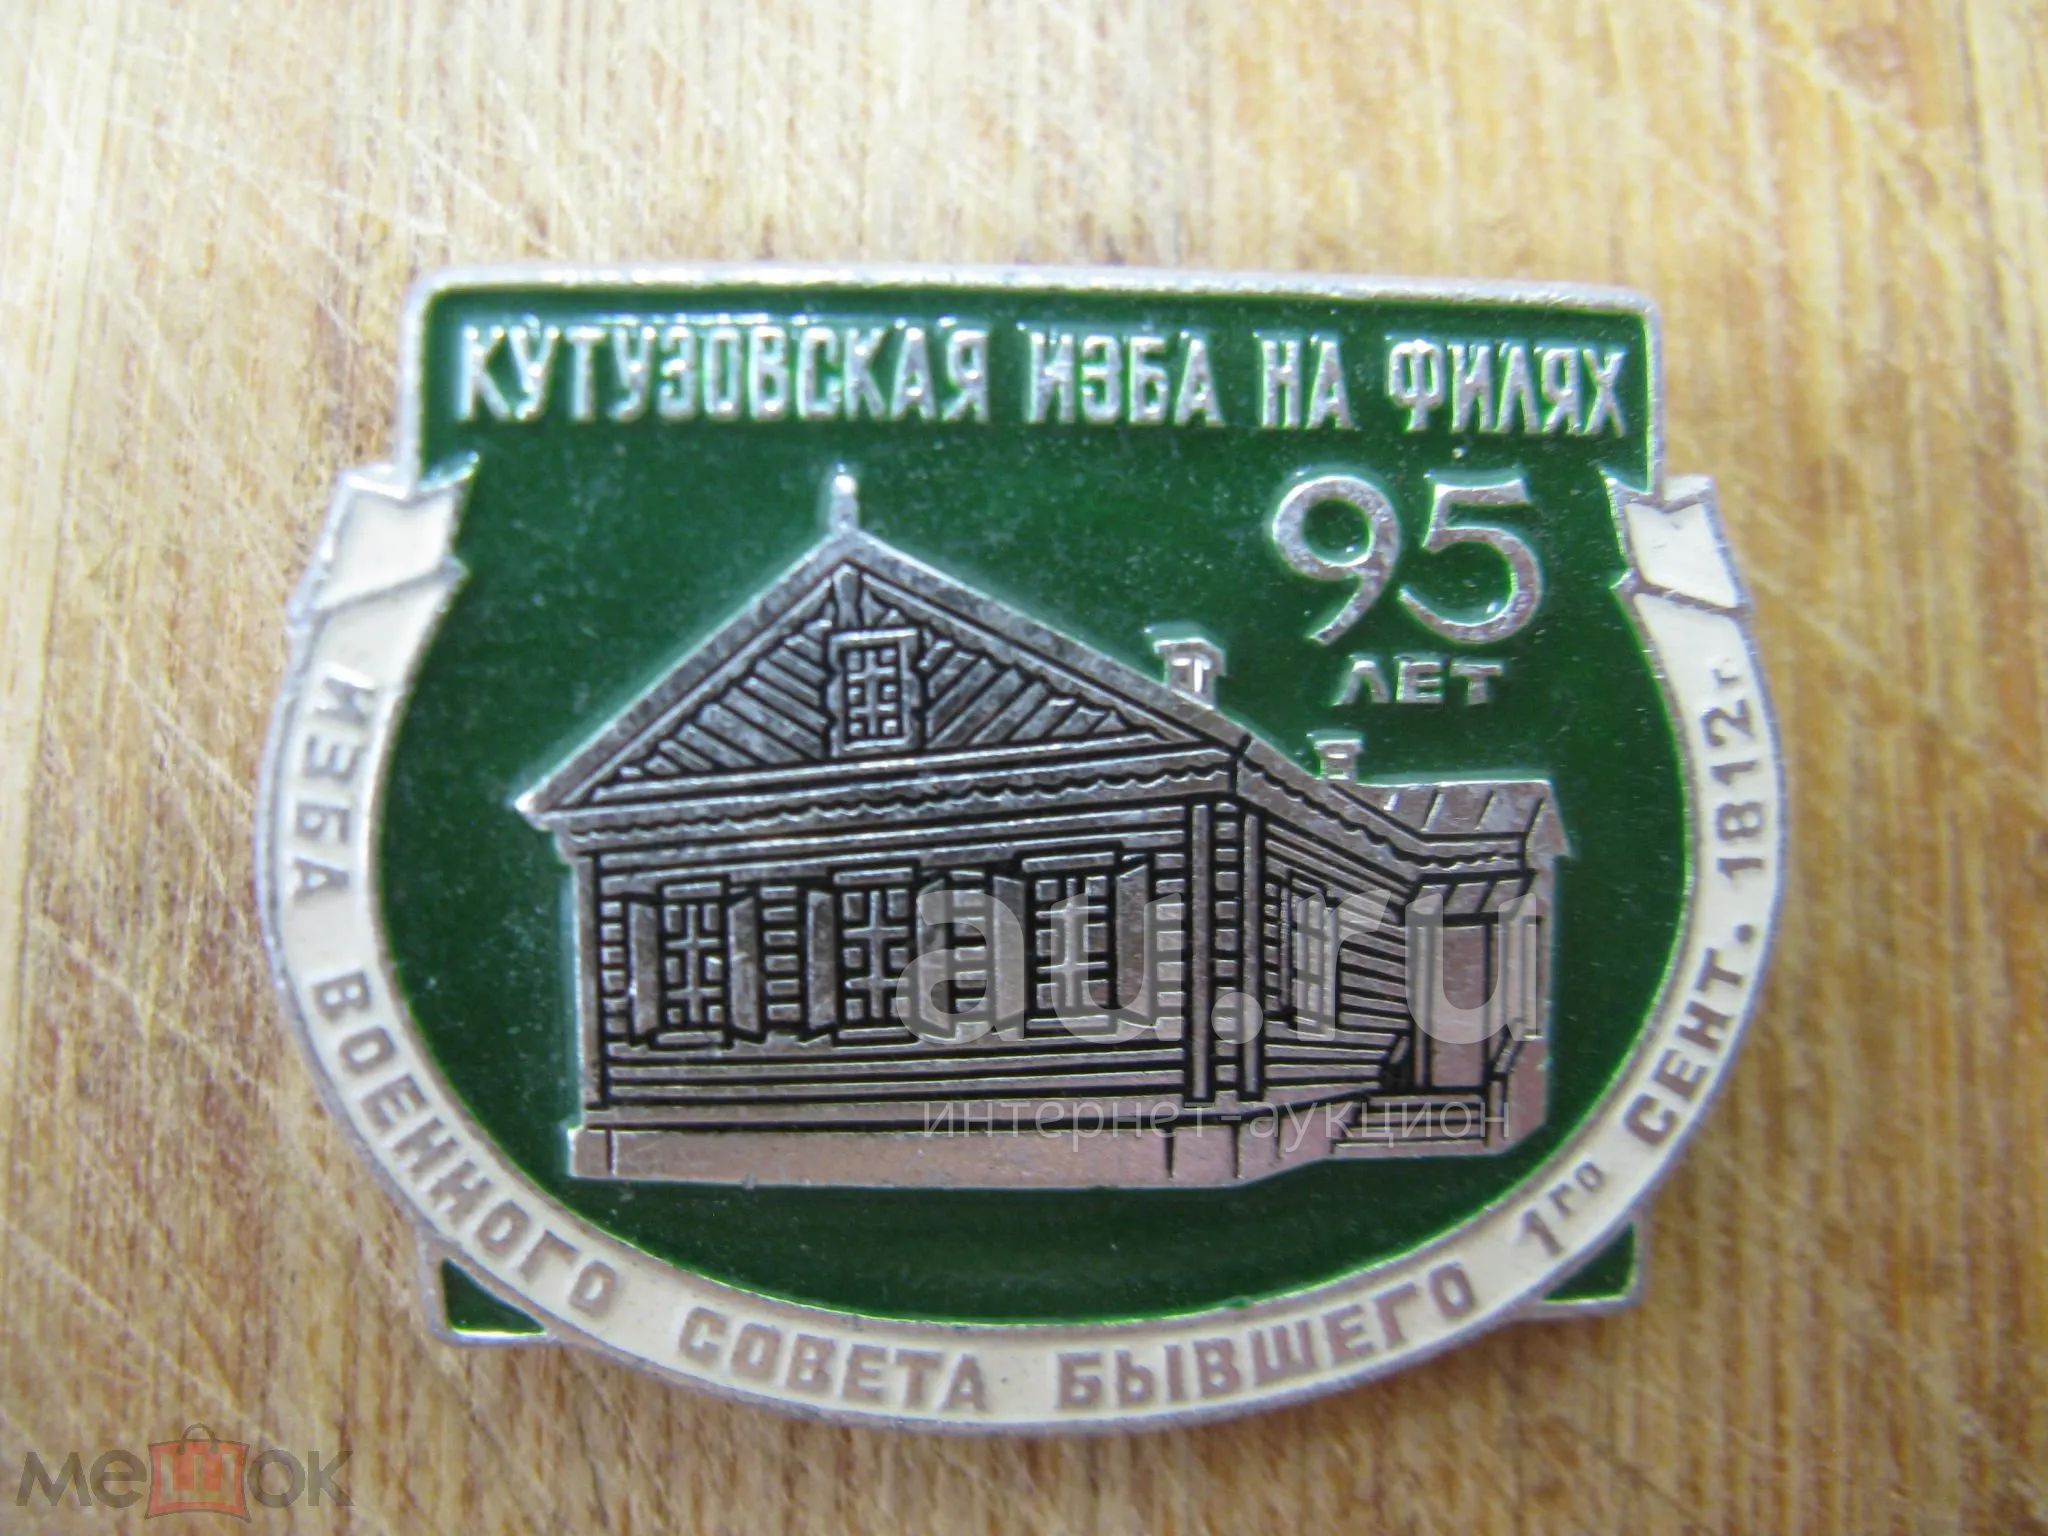 КУТУЗОВСКАЯ ИЗБА НА ФИЛЯХ
95
ЛЕТ
ИЗБА ВОЕННОГО СОВЕТА БЫВШЕГО 1го СЕНТ. 1812г
au.ru
интернет-аукцион
мешок